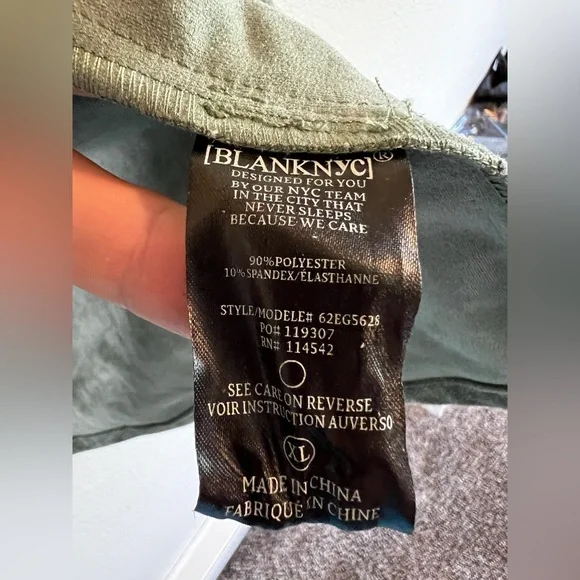 [BLANKNYC]®
DESIGNED FOR YOU
BY OUR NYC TEAM
IN THE CITY THAT
NEVER SLEEPS
BECAUSE WE CARE
90%POLYESTER
10%SPANDEX/ÉLASTHANNE
STYLE/MODELE# 62EG5628
PO# 119307
RN# 114542
SEE CARE ON REVERSE
VOIR INSTRUCTION AUVERSO
XL
MADE IN CHINA
FABRIQUÉ EN CHINE